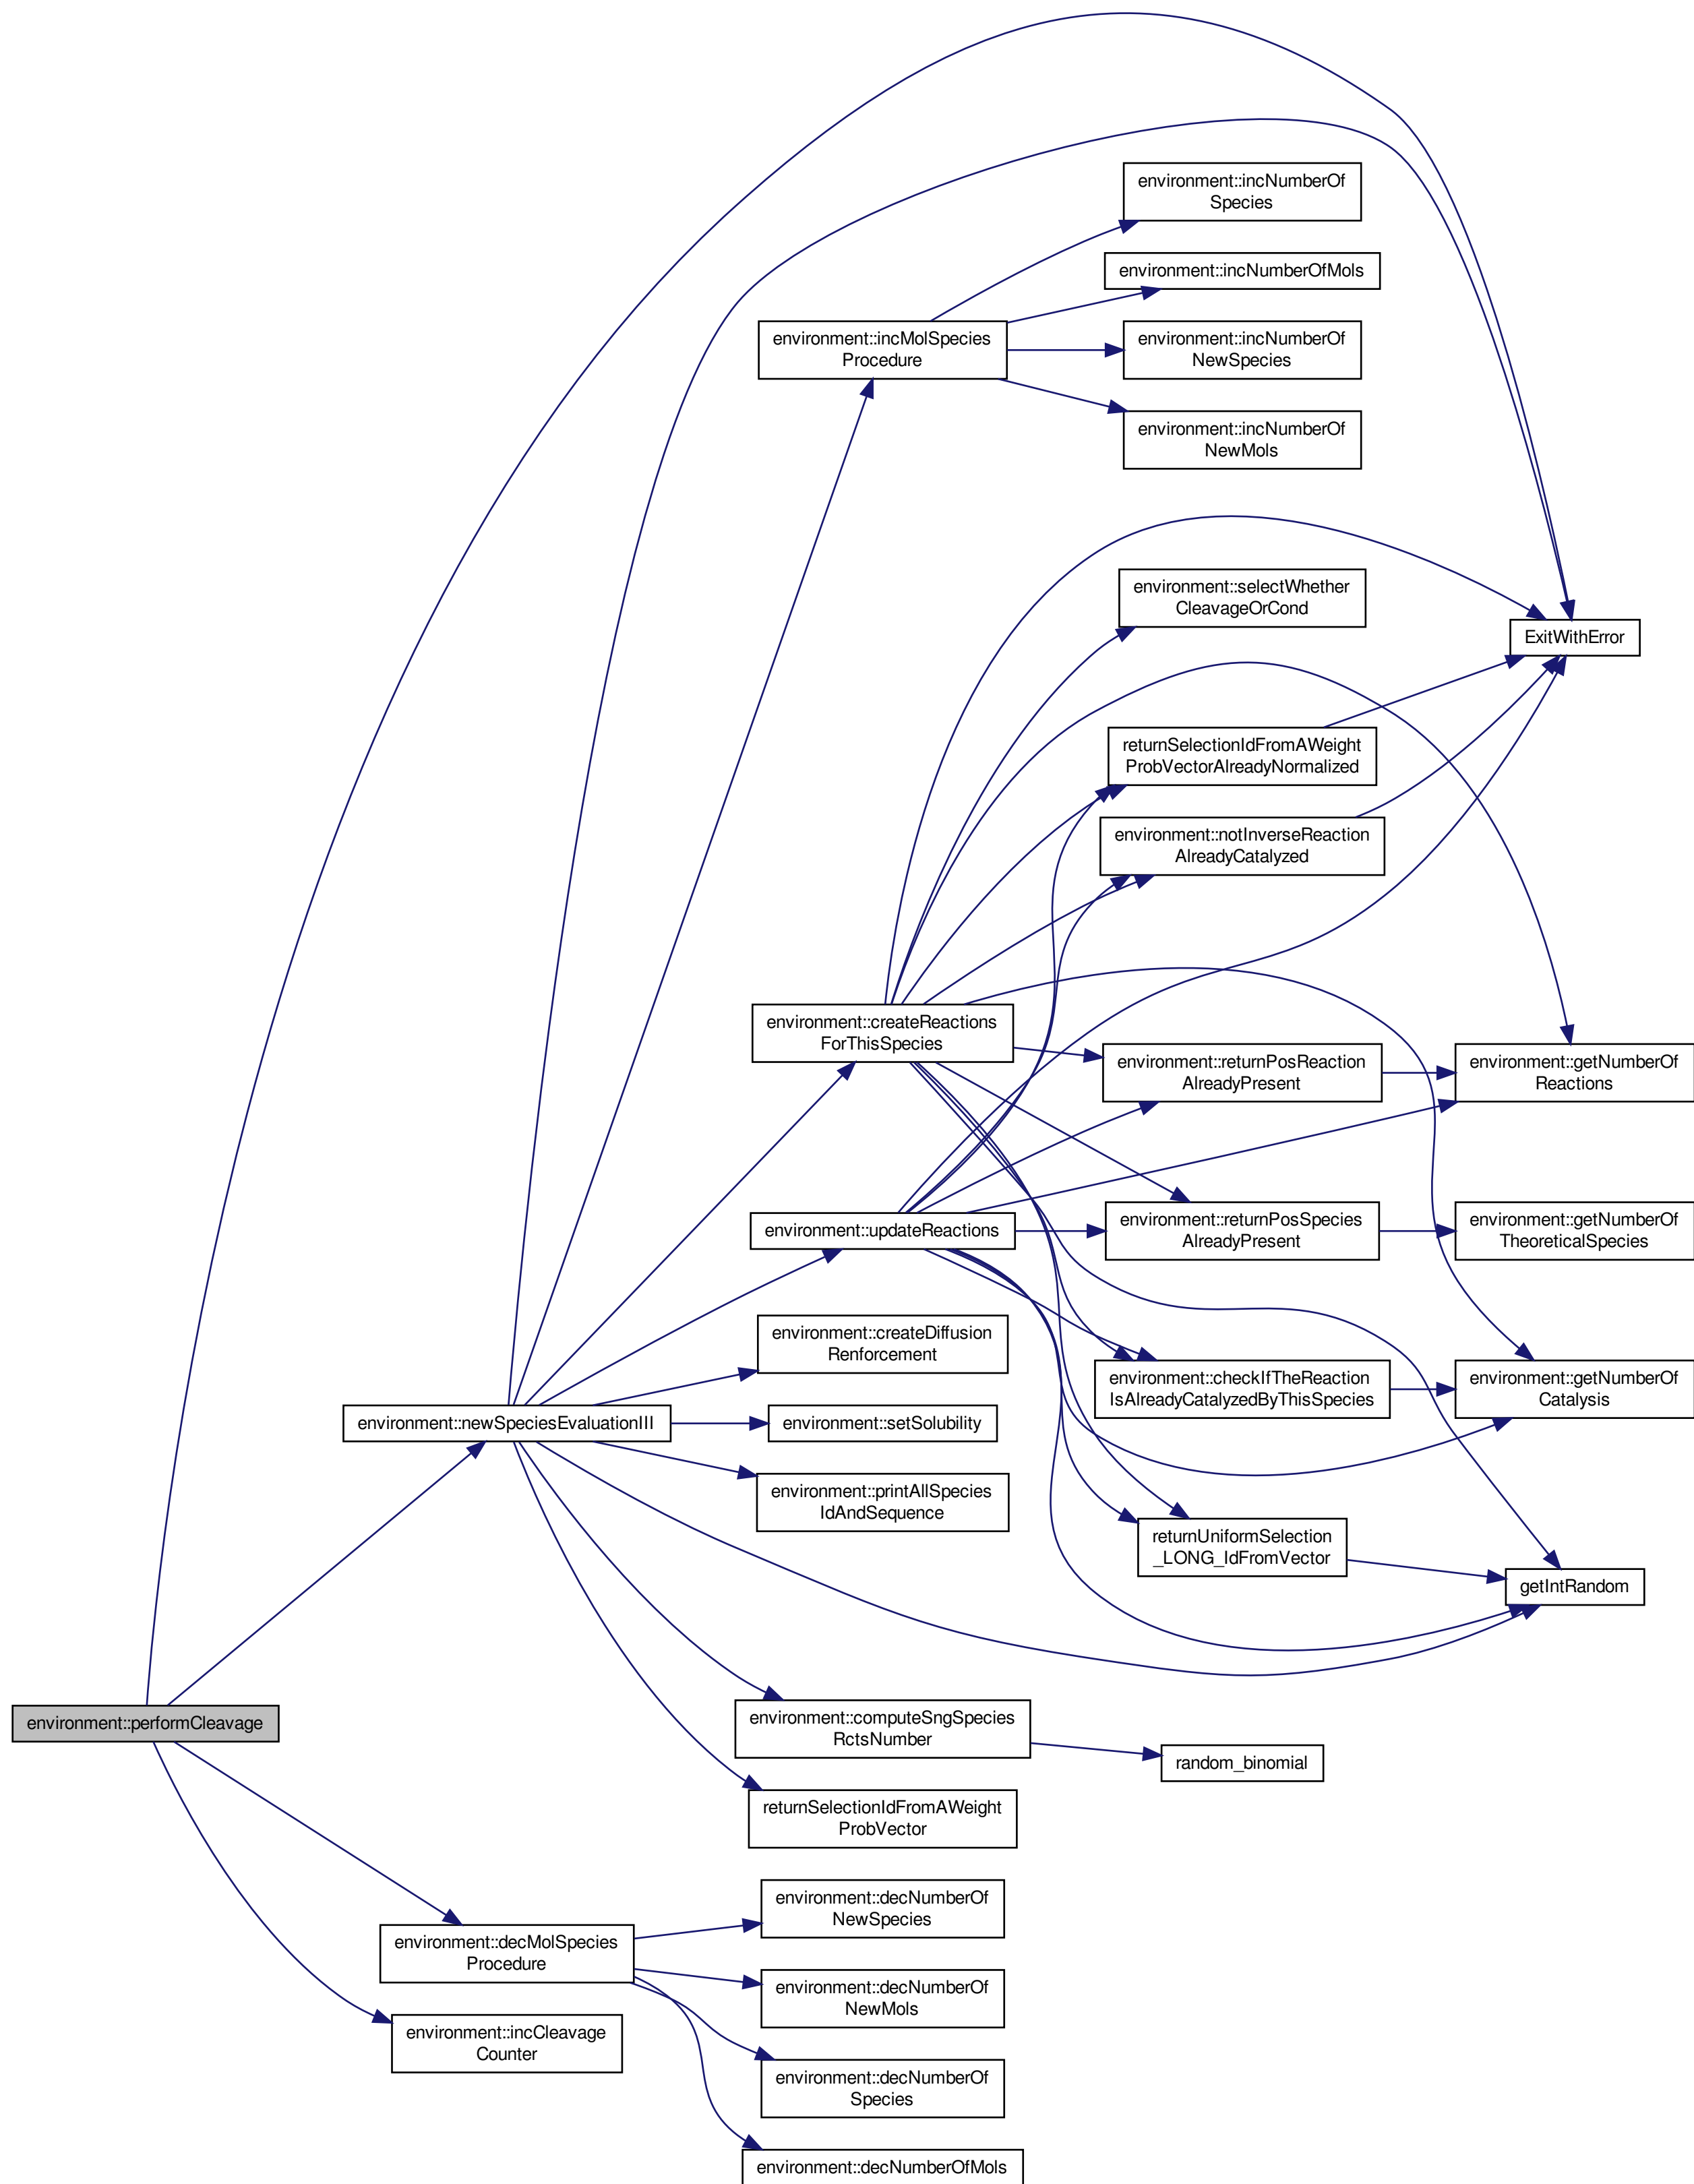 environment::incNumberOf
Species
environment::incNumberOfMols
environment::incMolSpecies
Procedure
environment::incNumberOf
NewSpecies
environment::incNumberOf
NewMols
environment::selectWhether
CleavageOrCond
ExitWithError
returnSelectionIdFromAWeight
ProbVectorAlreadyNormalized
environment::notInverseReaction
AlreadyCatalyzed
environment::createReactions
ForThisSpecies
environment::returnPosReaction
AlreadyPresent
environment::getNumberOf
Reactions
environment::updateReactions
environment::returnPosSpecies
AlreadyPresent
environment::getNumberOf
TheoreticalSpecies
environment::createDiffusion
Renforcement
environment::checkIfTheReaction
IsAlreadyCatalyzedByThisSpecies
environment::getNumberOf
Catalysis
environment::newSpeciesEvaluationIII
environment::setSolubility
environment::printAllSpecies
IdAndSequence
returnUniformSelection
_LONG_IdFromVector
getIntRandom
environment::performCleavage
environment::computeSngSpecies
RctsNumber
random_binomial
returnSelectionIdFromAWeight
ProbVector
environment::decNumberOf
NewSpecies
environment::decMolSpecies
Procedure
environment::decNumberOf
NewMols
environment::incCleavage
Counter
environment::decNumberOf
Species
environment::decNumberOfMols